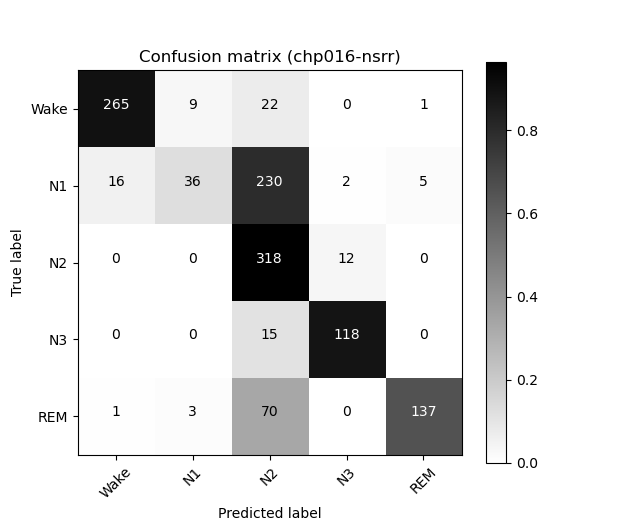 Confusion matrix (chp016-nsrr)
Wake 265 9 22 0 1
N1 16 36 230 2 5
N2 0 0 318 12 0
N3 0 0 15 118 0
REM 1 3 70 0 137
Wake N1 N2 N3 REM
Predicted label
True label
0.8
0.6
0.4
0.2
0.0